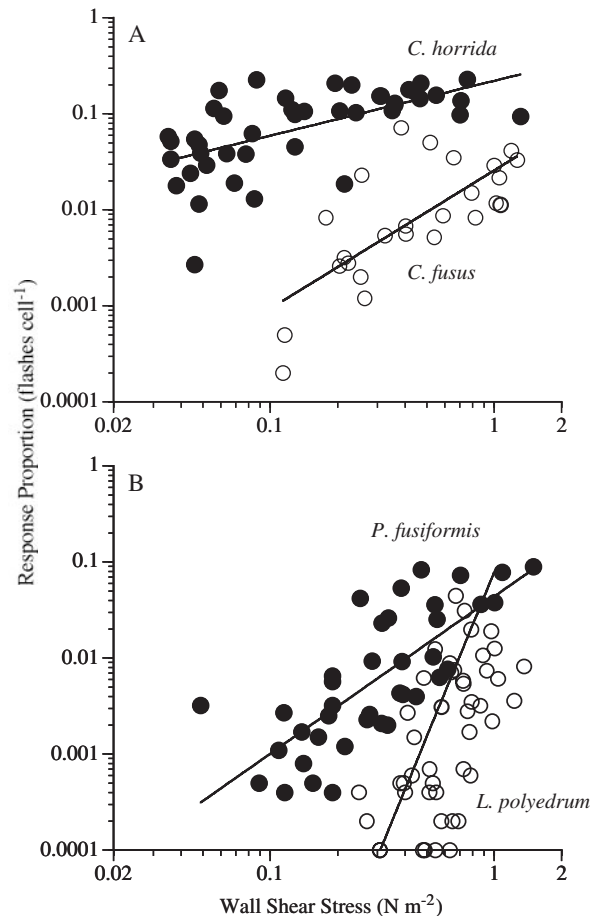 A
C. horrida
C. fusus
1
0.1
0.01
0.001
0.0001
0.02 0.1 1 2
Response Proportion (flashes cell-1)
B
P. fusiformis
L. polyedrum
1
0.1
0.01
0.001
0.0001
0.02 0.1 1 2
Wall Shear Stress (N m-2)